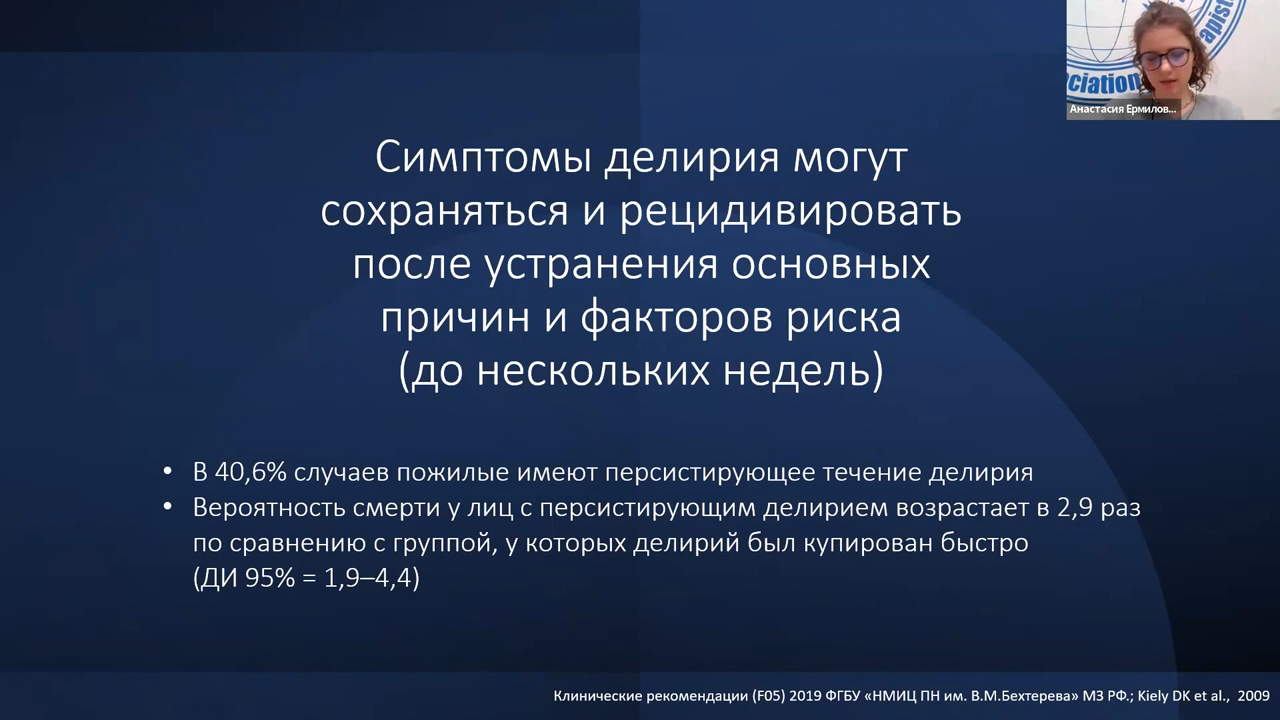 ciation
apist
Анастасия Ермилов...
Симптомы делирия могут
сохраняться и рецидивировать
после устранения основных
причин и факторов риска
(до нескольких недель)
• В 40,6% случаев пожилые имеют персистирующее течение делирия
• Вероятность смерти у лиц с персистирующим делирием возрастает в 2,9 раз
по сравнению с группой, у которых делирий был купирован быстро
(ДИ 95% = 1,9–4,4)
Клинические рекомендации (F05) 2019 ФГБУ «НМИЦ ПН им. В.М.Бехтерева» МЗ РФ.; Kiely DK et al., 2009